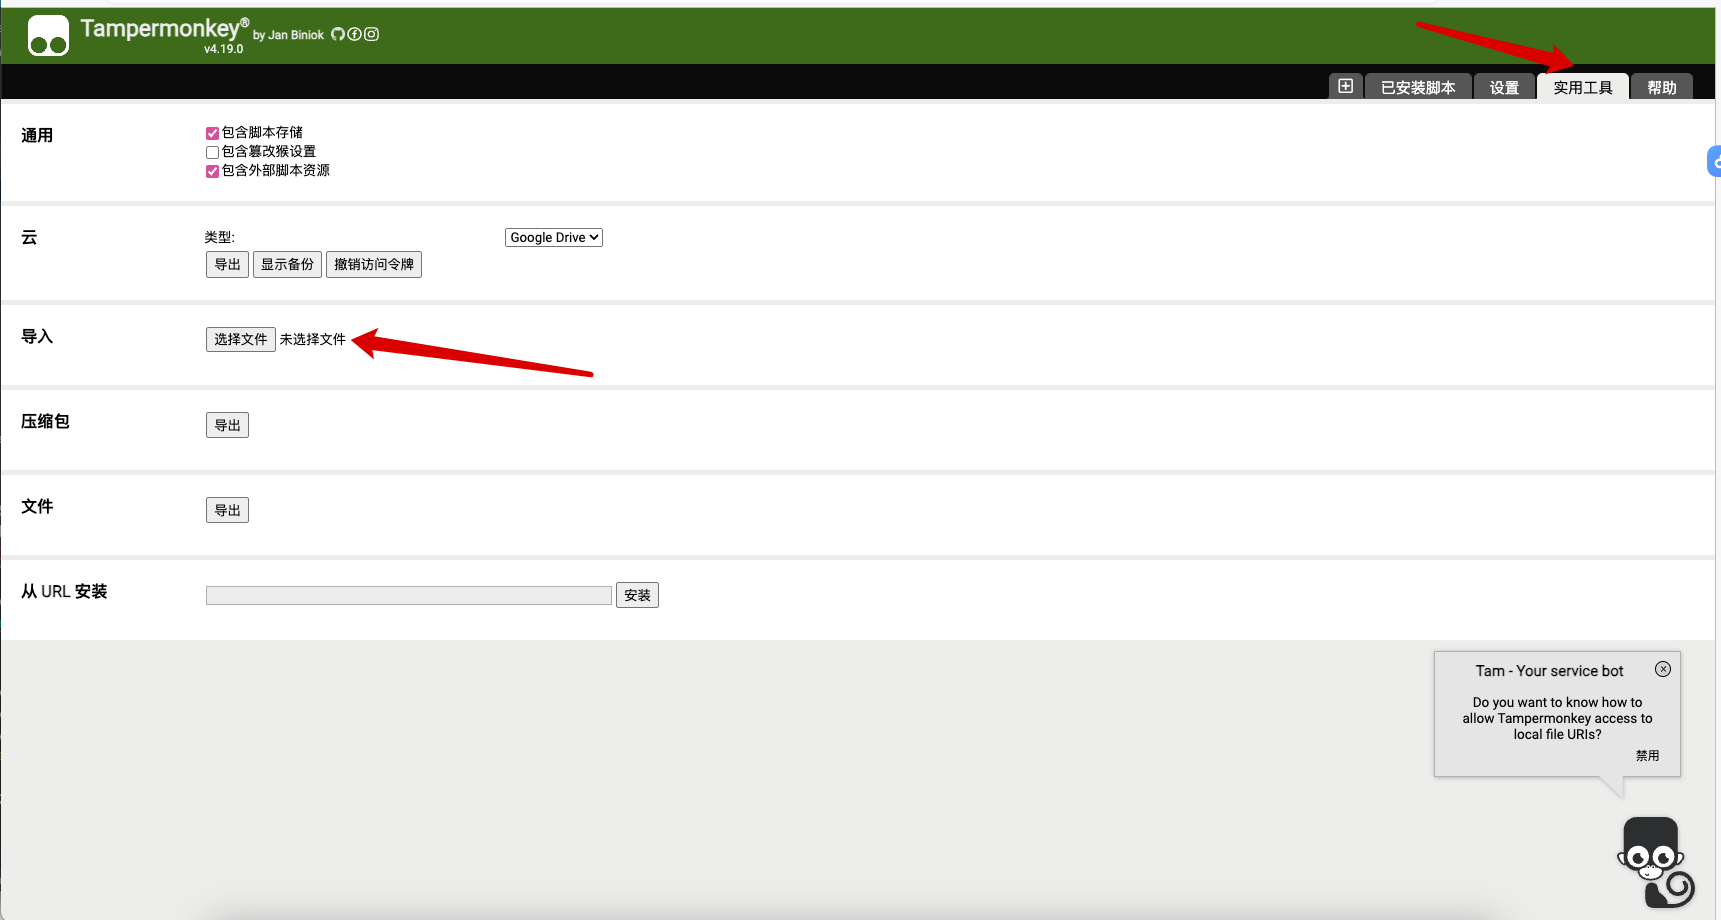 Tampermonkey® by Jan Biniok
v4.19.0
已安装脚本 设置 实用工具 帮助
通用
包含脚本存储
包含篡改猴设置
包含外部脚本资源
云
类型:
Google Drive
导出 显示备份 撤销访问令牌
导入
选择文件 未选择文件
压缩包
导出
文件
导出
从 URL 安装
安装
Tam - Your service bot
Do you want to know how to
allow Tampermonkey access to
local file URIs?
禁用